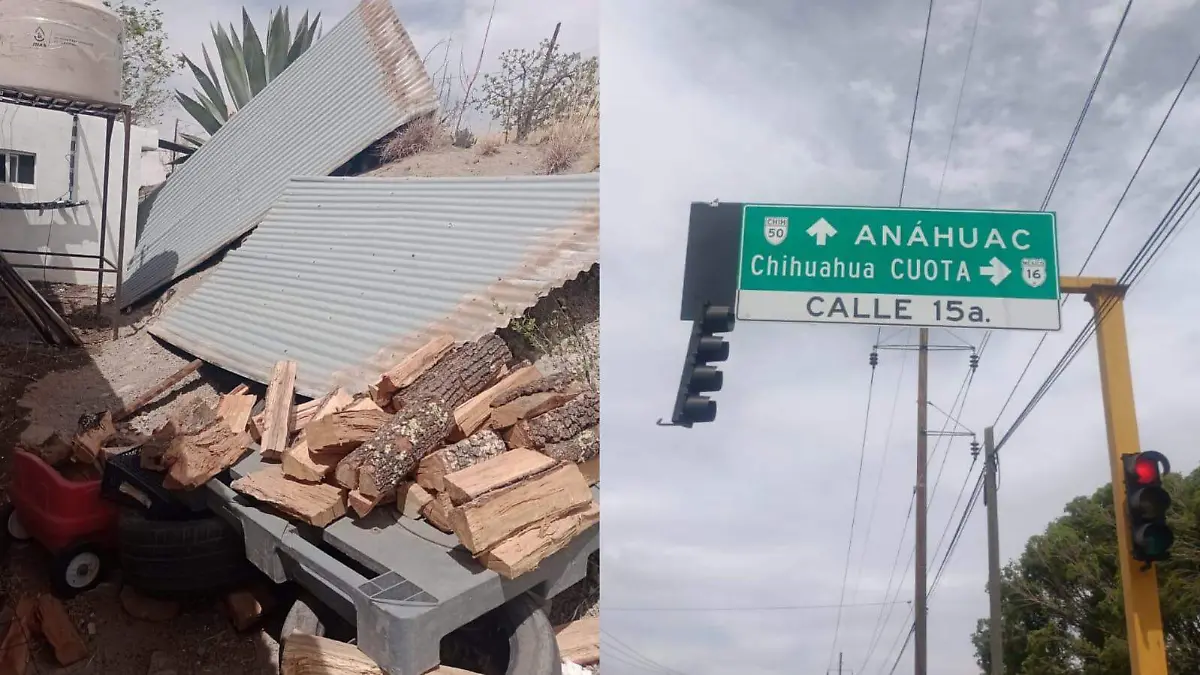 CHIH
50
ANÁHUAC
Chihuahua CUOTA
MEXICO
16
CALLE 15a.